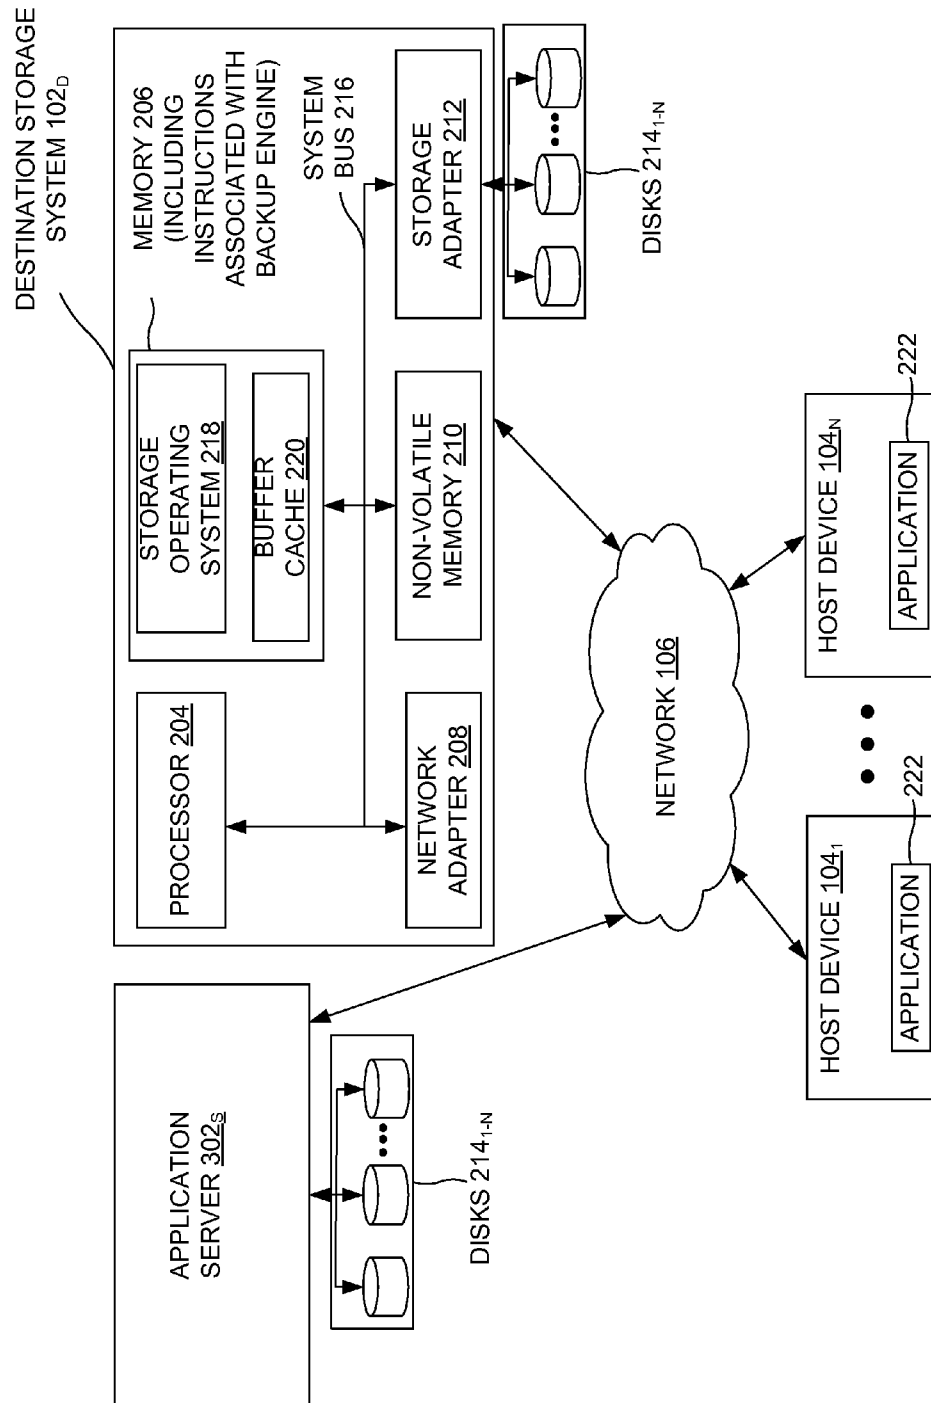 DESTINATION STORAGE
SYSTEM 102D
MEMORY 206
(INCLUDING
INSTRUCTIONS
ASSOCIATED WITH
BACKUP ENGINE)
SYSTEM
BUS 216
PROCESSOR 204
STORAGE
OPERATING
SYSTEM 218
BUFFER
CACHE 220
NETWORK
ADAPTER 208
NON-VOLATILE
MEMORY 210
STORAGE
ADAPTER 212
DISKS 2141-N
APPLICATION
SERVER 302S
DISKS 2141-N
NETWORK 106
HOST DEVICE 1041
APPLICATION
222
HOST DEVICE 104N
APPLICATION
222